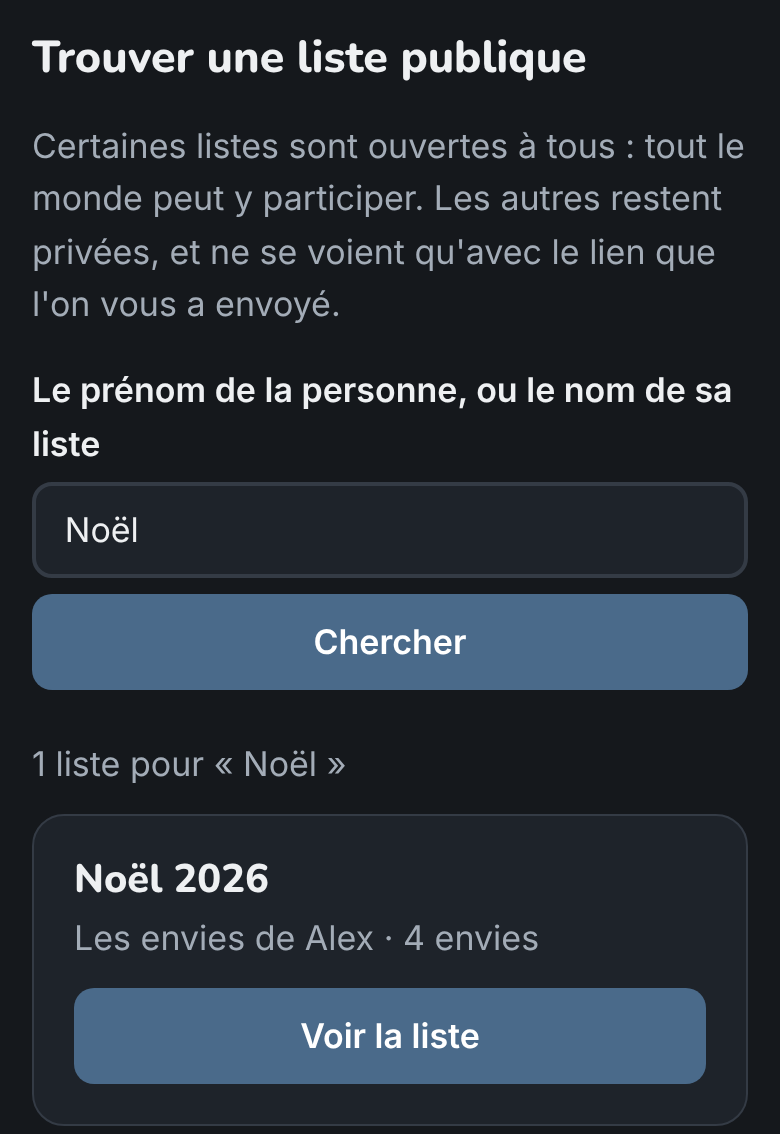 Trouver une liste publique
Certaines listes sont ouvertes à tous : tout le
monde peut y participer. Les autres restent
privées, et ne se voient qu'avec le lien que
l'on vous a envoyé.
Le prénom de la personne, ou le nom de sa
liste
Noël
Chercher
1 liste pour « Noël »
Noël 2026
Les envies de Alex · 4 envies
Voir la liste